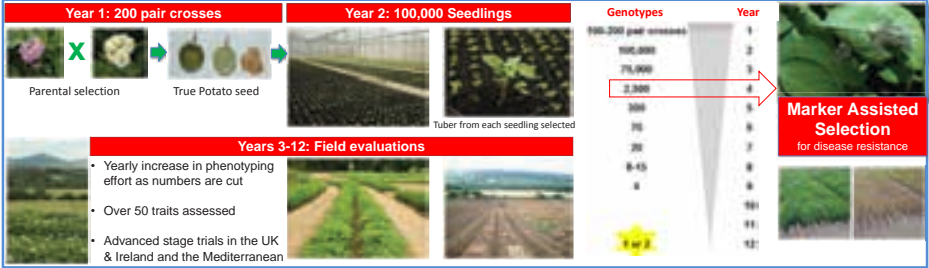 Year 1: 200 pair crosses
X
Parental selection
True Potato seed
Year 2: 100,000 Seedlings
Tuber from each seedling selected
Years 3-12: Field evaluations
• Yearly increase in phenotyping
effort as numbers are cut
• Over 50 traits assessed
• Advanced stage trials in the UK
& Ireland and the Mediterranean
Genotypes Year
100-200 pair crosses 1
100,000 2
75,000 3
2,500 4
300 5
70 6
20 7
8-15 8
9
10
11
1 or 2 12
Marker Assisted
Selection
for disease resistance